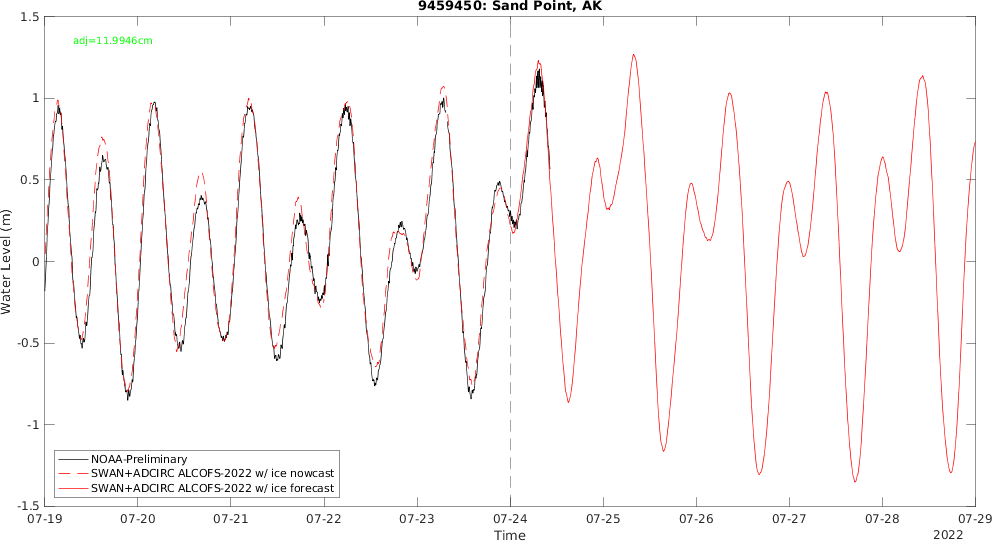 9459450: Sand Point, AK
adj=11.9946cm
Water Level (m)
1.5
1
0.5
0
-0.5
-1
-1.5
NOAA-Preliminary
SWAN+ADCIRC ALCOFS-2022 w/ ice nowcast
SWAN+ADCIRC ALCOFS-2022 w/ ice forecast
07-19 07-20 07-21 07-22 07-23 07-24 07-25 07-26 07-27 07-28 07-29
Time
2022